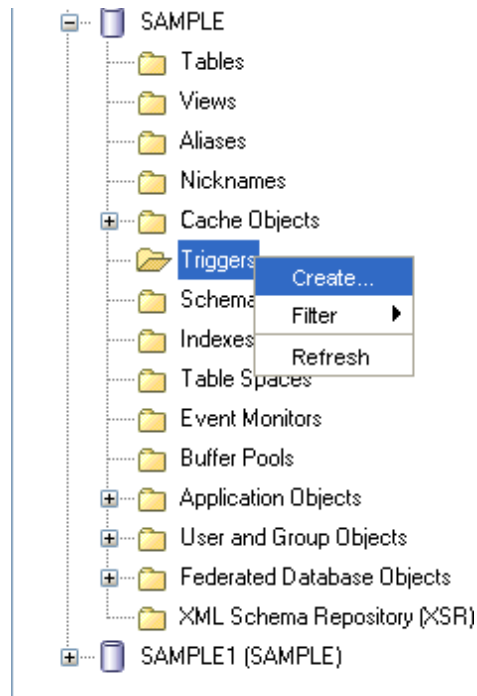 SAMPLE
Tables
Views
Aliases
Nicknames
Cache Objects
Triggers
Create...
Schema
Filter
Indexes
Refresh
Table Spaces
Event Monitors
Buffer Pools
Application Objects
User and Group Objects
Federated Database Objects
XML Schema Repository (XSR)
SAMPLE1 (SAMPLE)